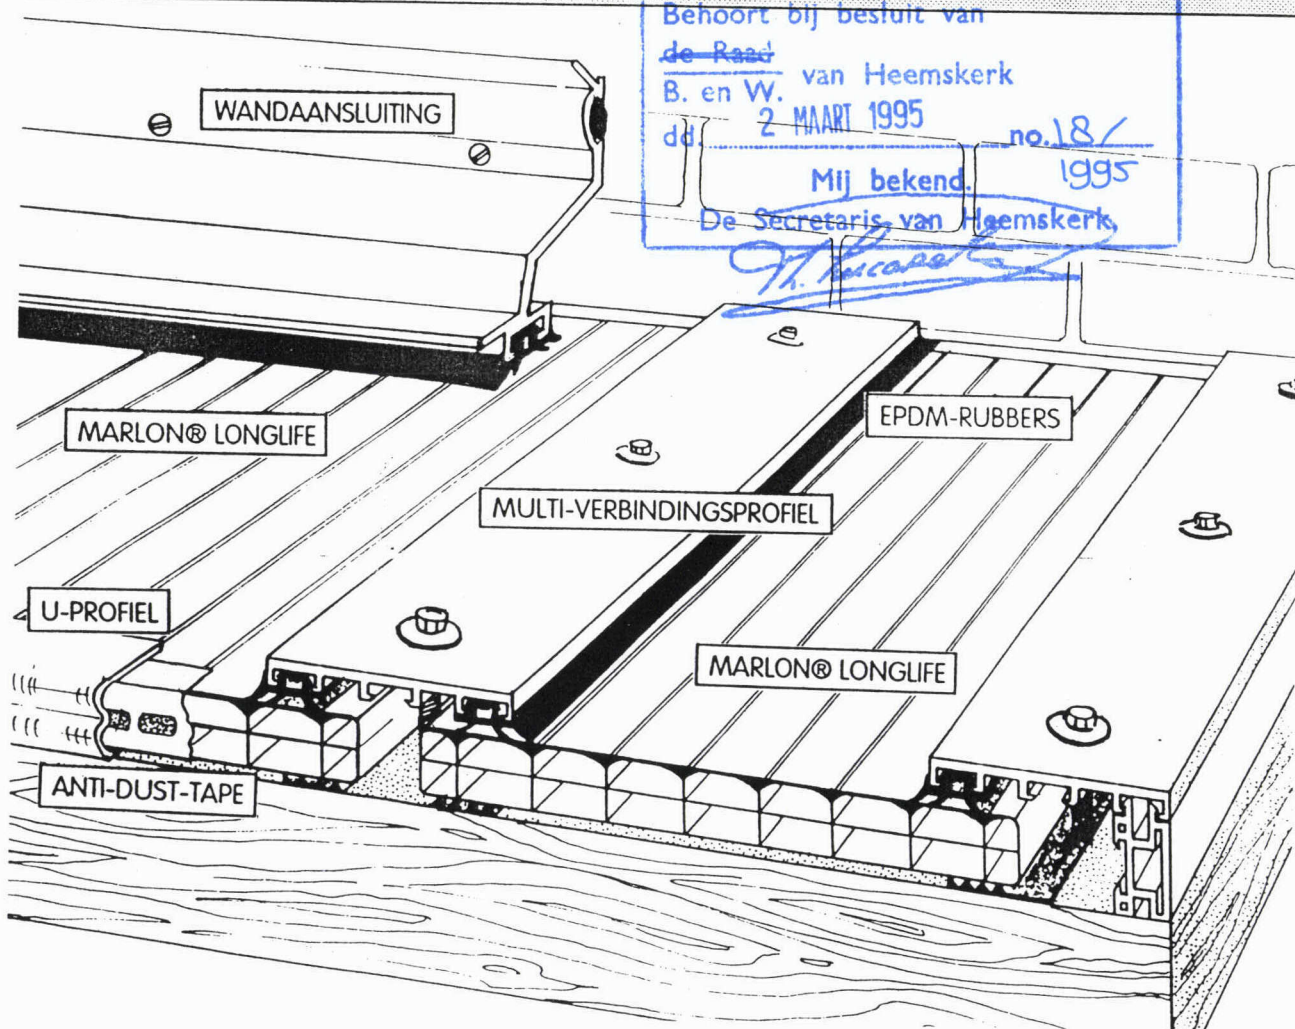 Behoort bij besluit van
de Raad
B. en W. van Heemskerk
dd. 2 MAART 1995 no. 18/
1995
Mij bekend.
De Secretaris van Heemskerk,
WANDAANSLUITING
MARLON® LONGLIFE
EPDM-RUBBERS
MULTI-VERBINDINGSPROFIEL
U-PROFIEL
MARLON® LONGLIFE
ANTI-DUST-TAPE